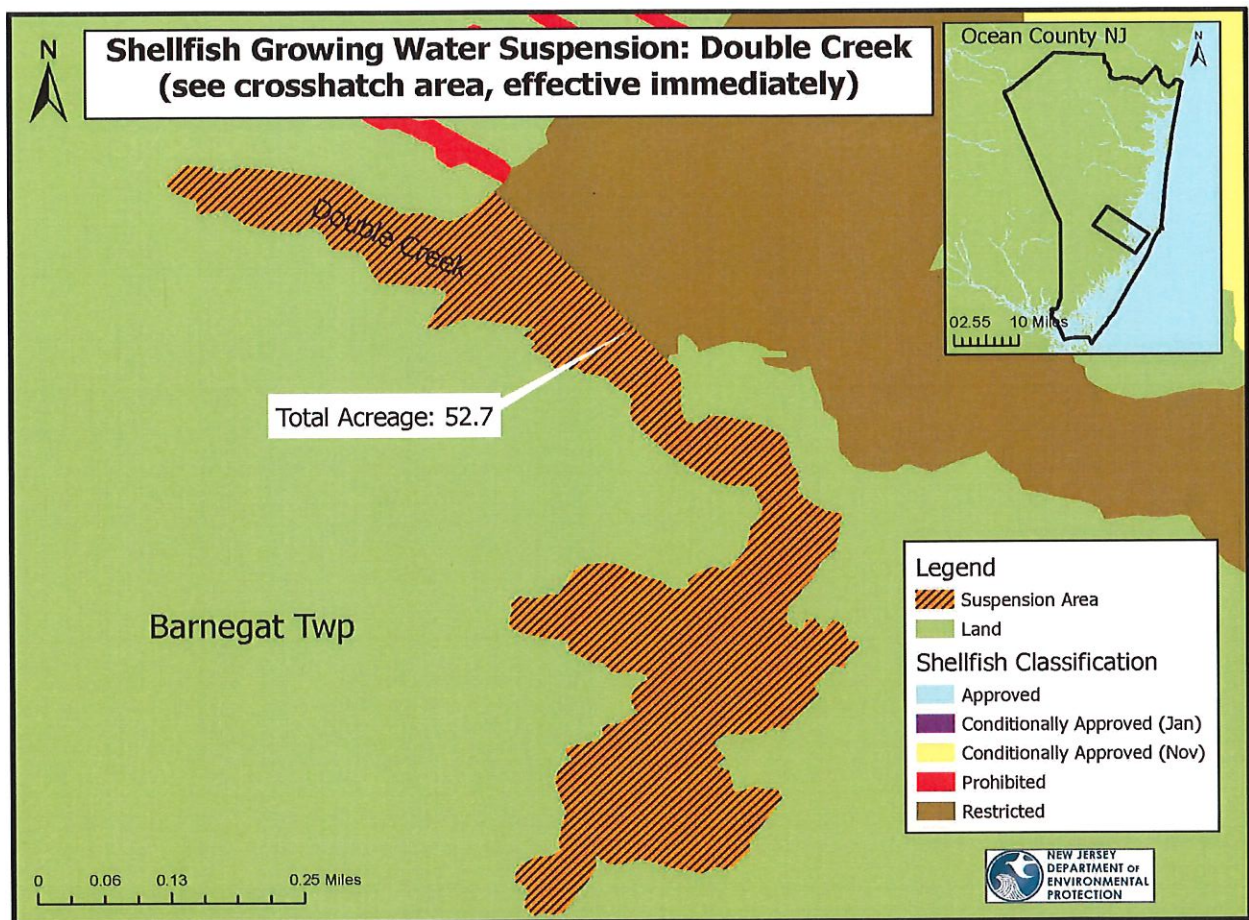 N
Shellfish Growing Water Suspension: Double Creek
(see crosshatch area, effective immediately)
Ocean County NJ
N
02.55 10 Miles
Double Creek
Total Acreage: 52.7
Barnegat Twp
Legend
Suspension Area
Land
Shellfish Classification
Approved
Conditionally Approved (Jan)
Conditionally Approved (Nov)
Prohibited
Restricted
0 0.06 0.13 0.25 Miles
NEW JERSEY
DEPARTMENT OF
ENVIRONMENTAL
PROTECTION